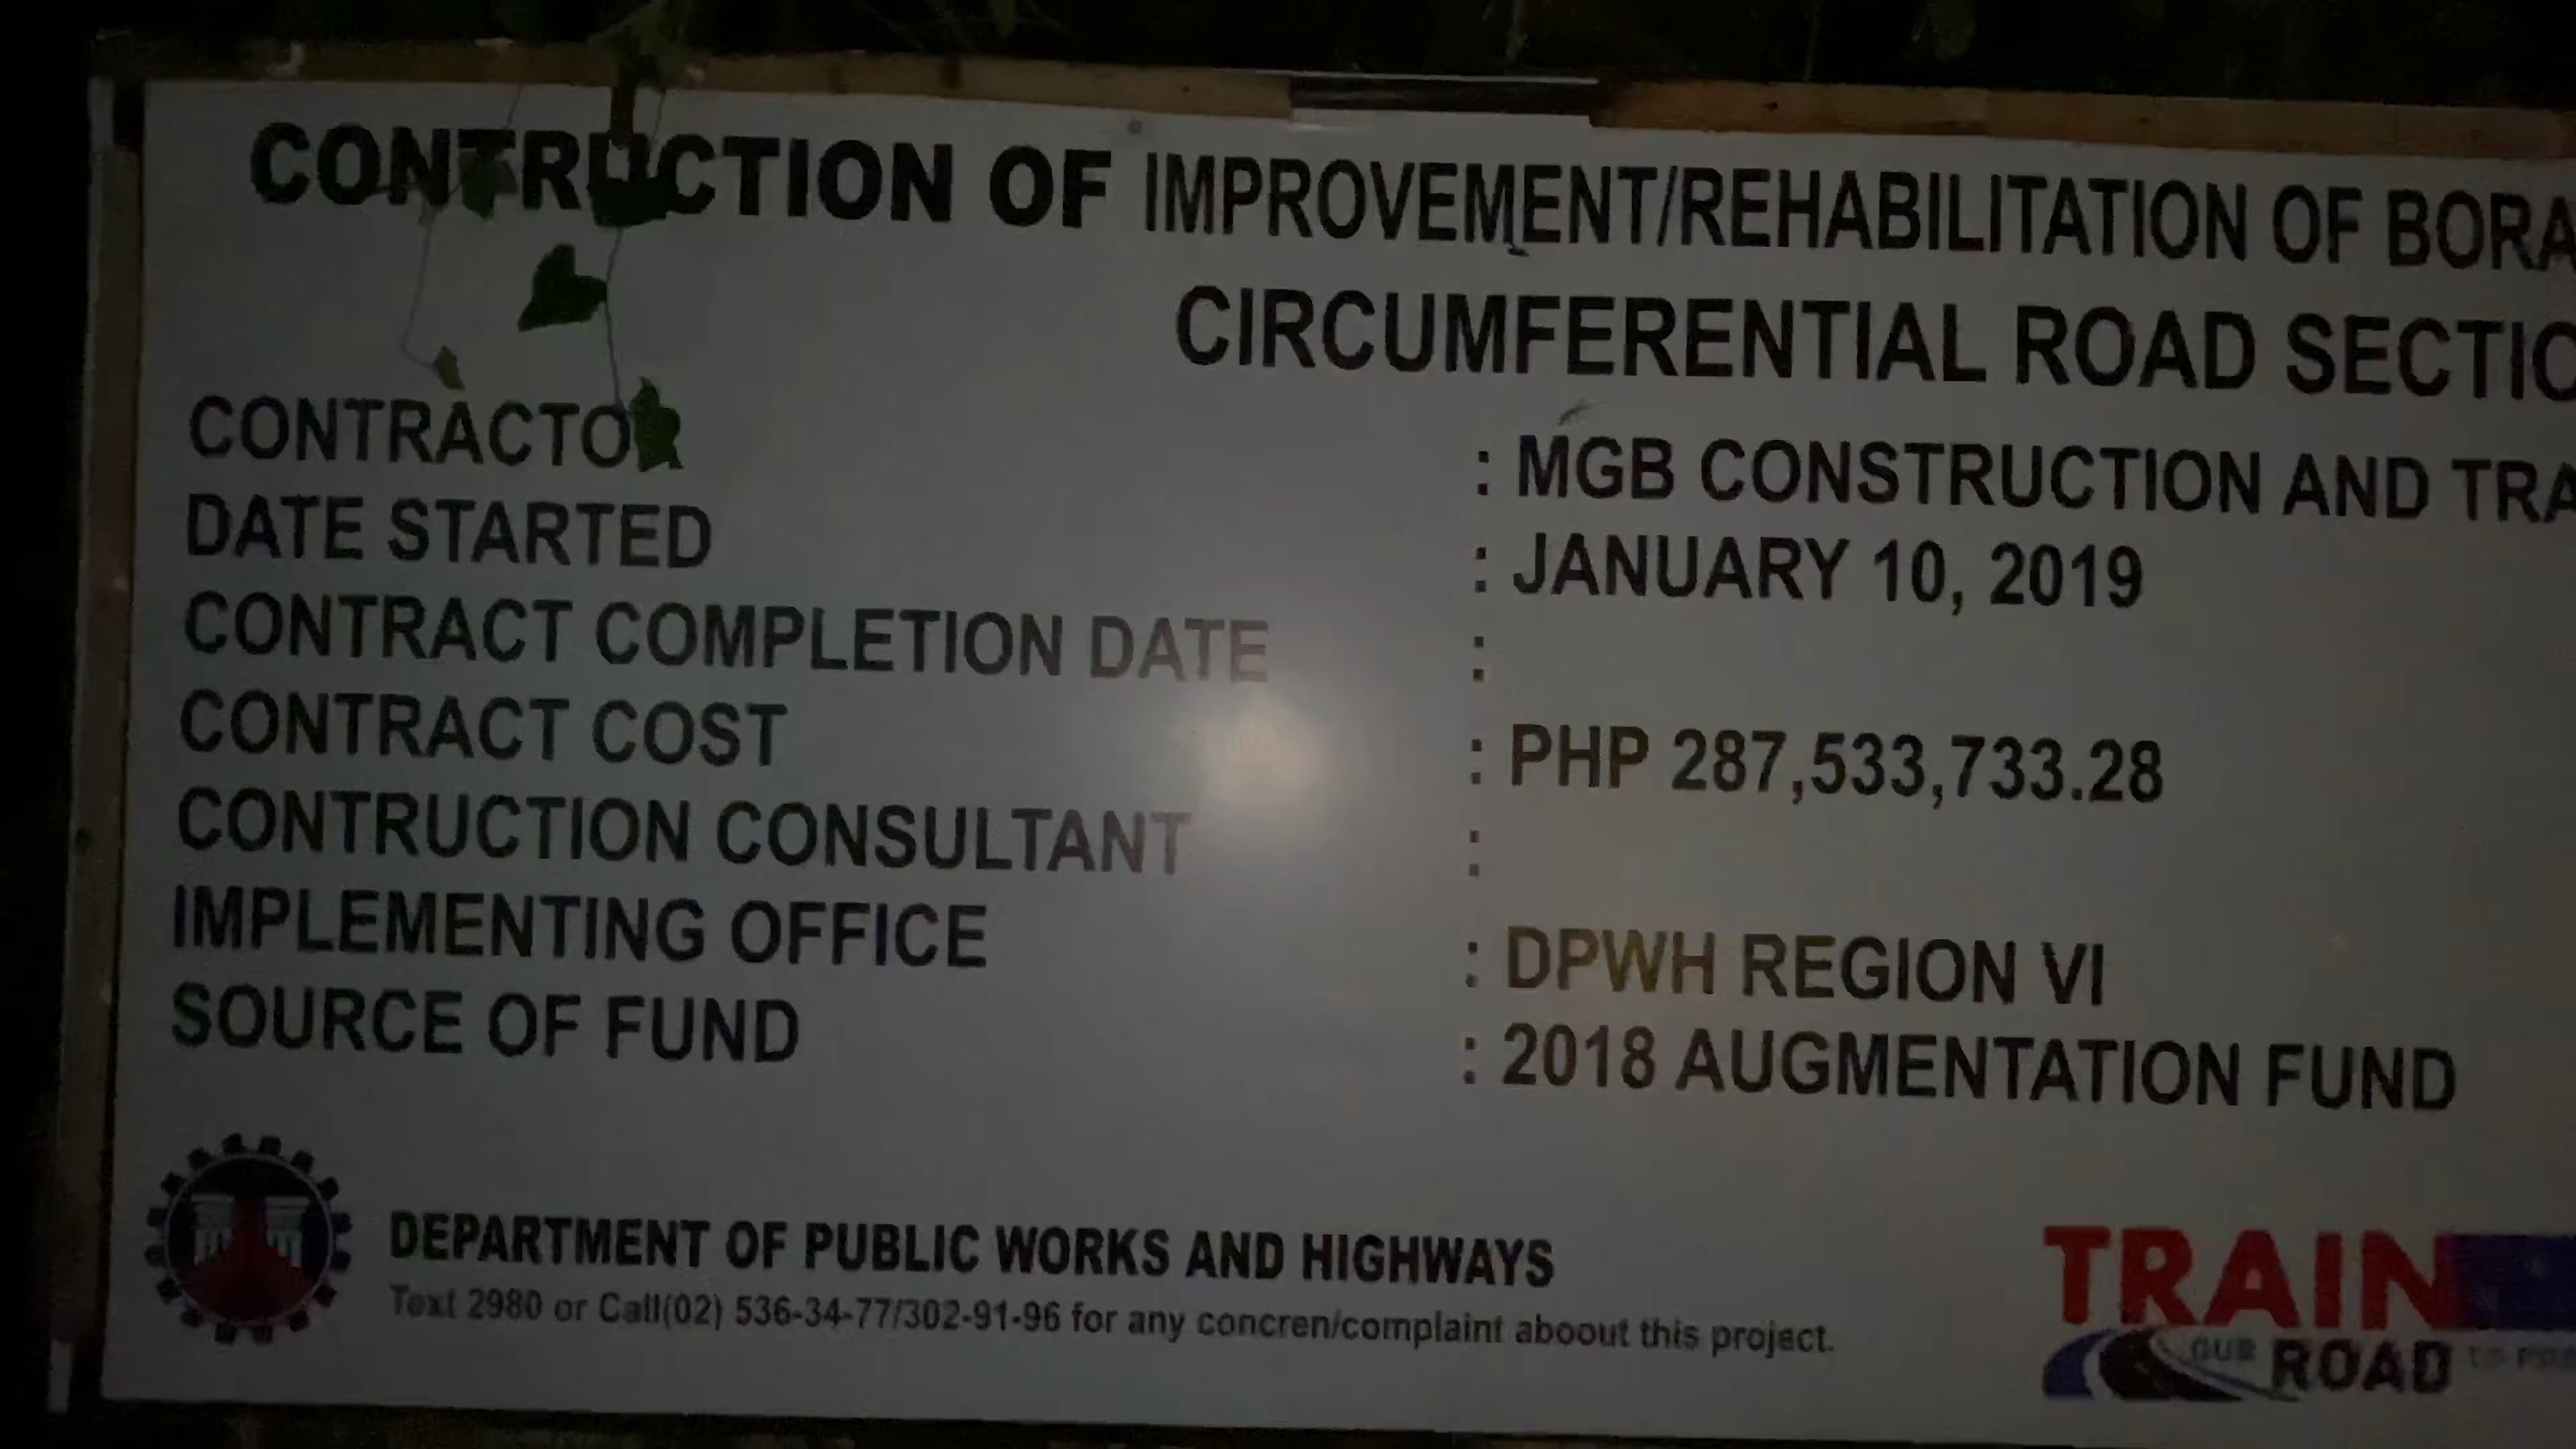 CONTRUCTION OF IMPROVEMENT/REHABILITATION OF BORA
CIRCUMFERENTIAL ROAD SECTIO
CONTRACTOR : MGB CONSTRUCTION AND TRA
DATE STARTED : JANUARY 10, 2019
CONTRACT COMPLETION DATE :
CONTRACT COST : PHP 287,533,733.28
CONTRUCTION CONSULTANT :
IMPLEMENTING OFFICE : DPWH REGION VI
SOURCE OF FUND : 2018 AUGMENTATION FUND
DEPARTMENT OF PUBLIC WORKS AND HIGHWAYS
Text 2980 or Call(02) 536-34-77/302-91-96 for any concren/complaint aboout this project.
TRAIN
OUR ROAD TO